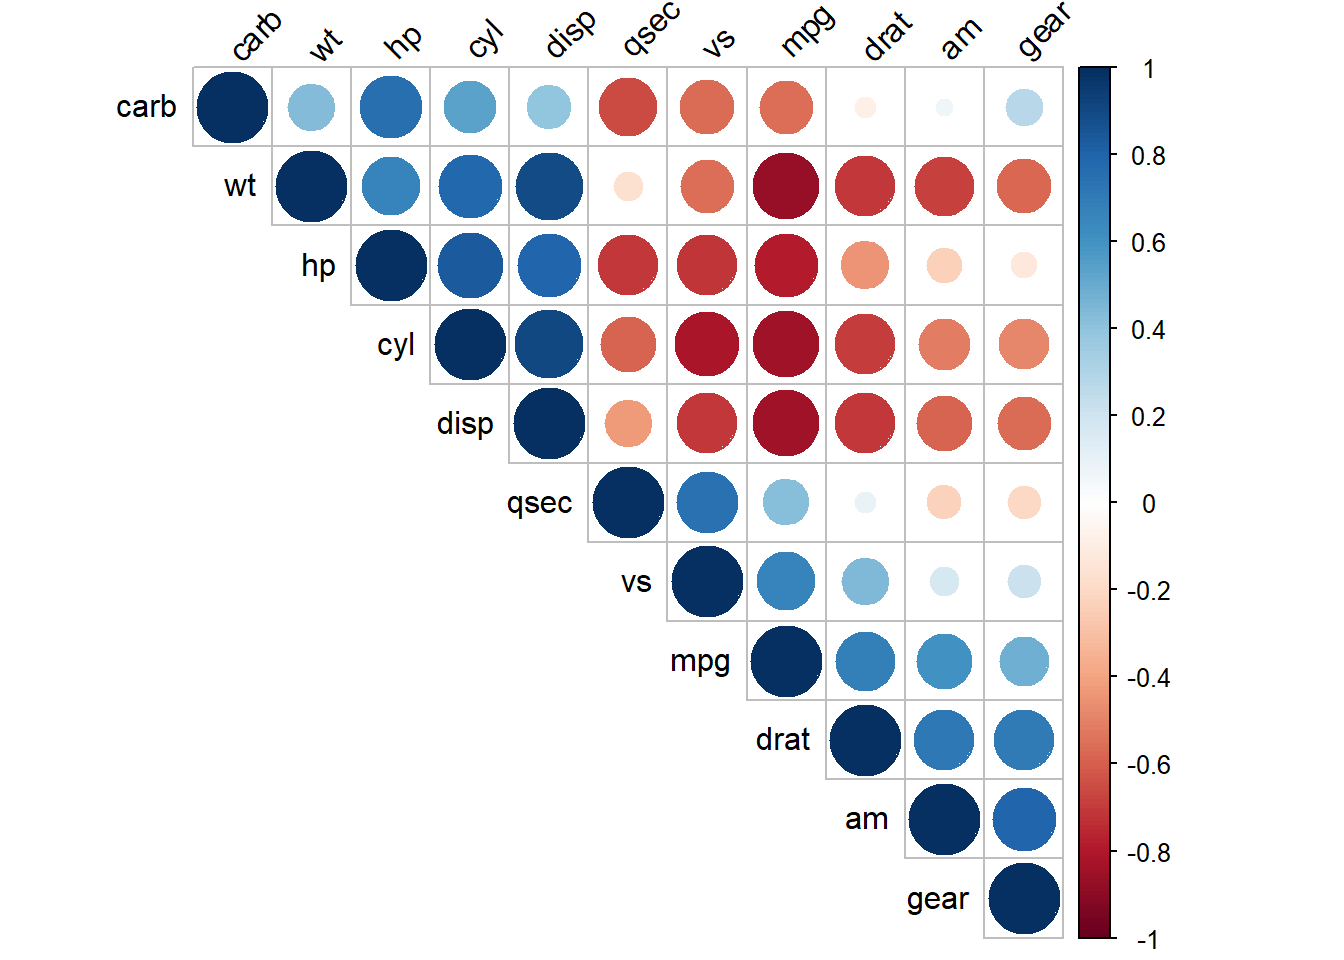 carb wt hp cyl disp qsec vs mpg drat am gear
carb
wt
hp
cyl
disp
qsec
vs
mpg
drat
am
gear
1
0.8
0.6
0.4
0.2
0
-0.2
-0.4
-0.6
-0.8
-1